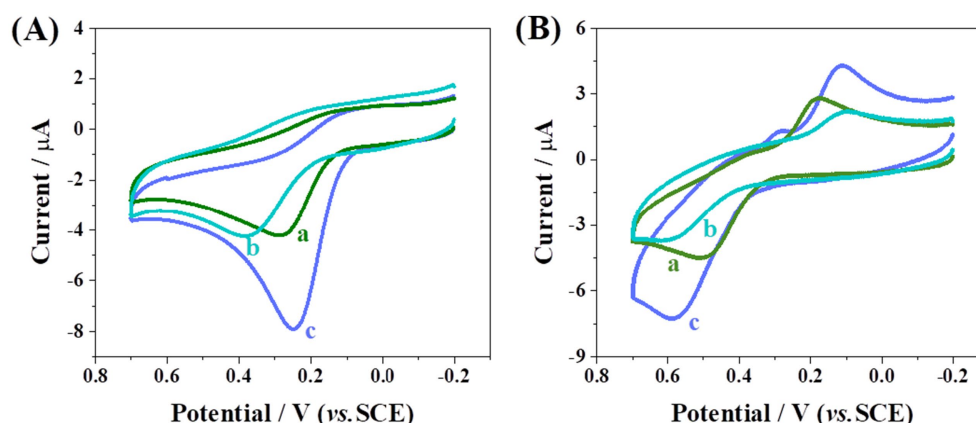 (A)
4
2
0
-2
-4
-6
-8
Current / μA
a
b
c
0.8
0.6
0.4
0.2
0.0
-0.2
Potential / V (vs. SCE)
(B)
6
3
0
-3
-6
-9
Current / μA
b
a
c
0.8
0.6
0.4
0.2
0.0
-0.2
Potential / V (vs. SCE)